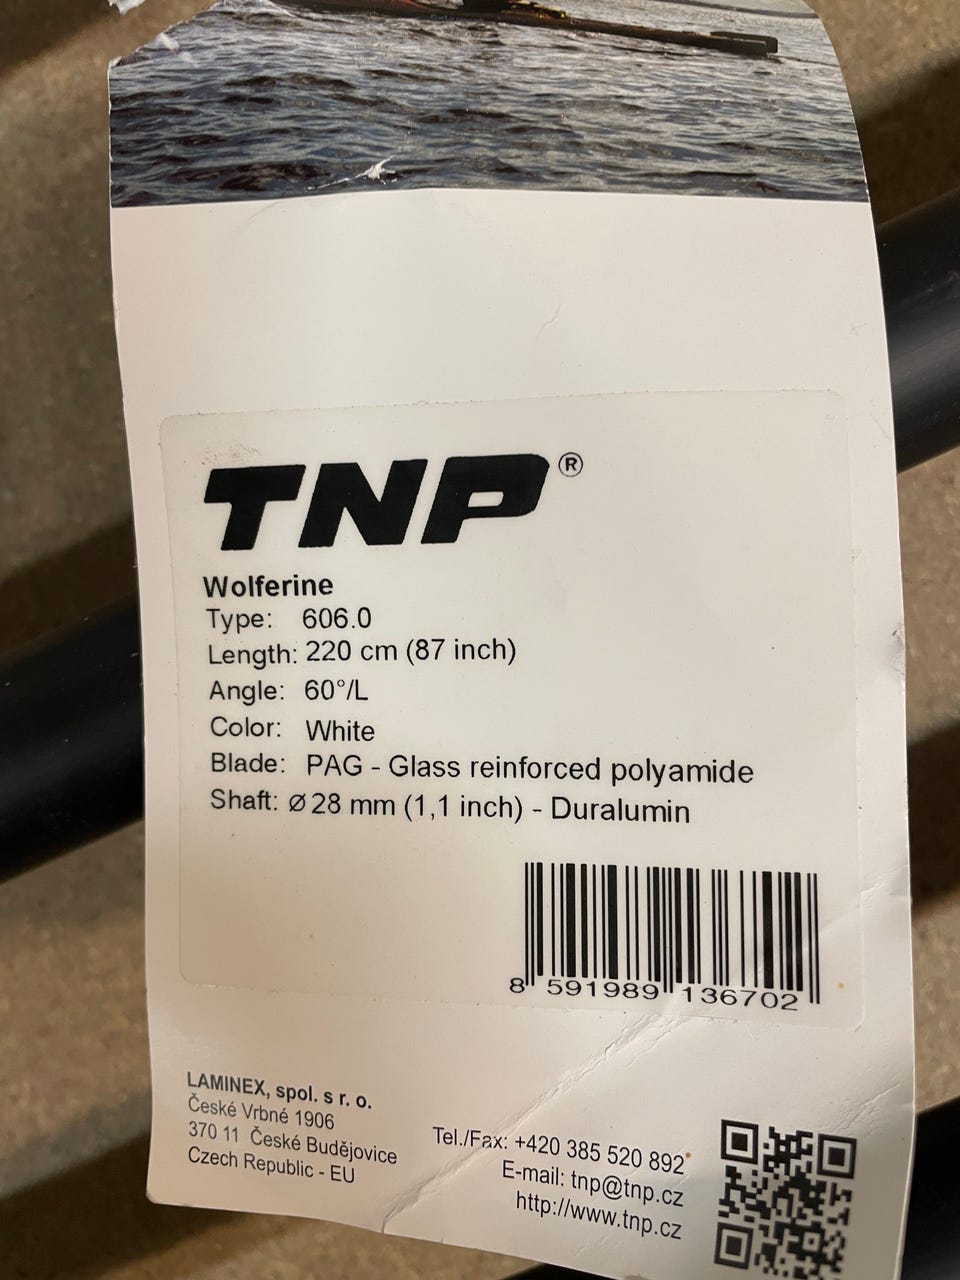 TNP®
Wolferine
Type: 606.0
Length: 220 cm (87 inch)
Angle: 60°/L
Color: White
Blade: PAG - Glass reinforced polyamide
Shaft: ⌀ 28 mm (1,1 inch) - Duralumin
8 591989 136702
LAMINEX, spol. s r. o.
České Vrbné 1906
370 11 České Budějovice
Czech Republic - EU
Tel./Fax: +420 385 520 892
E-mail: tnp@tnp.cz
http://www.tnp.cz